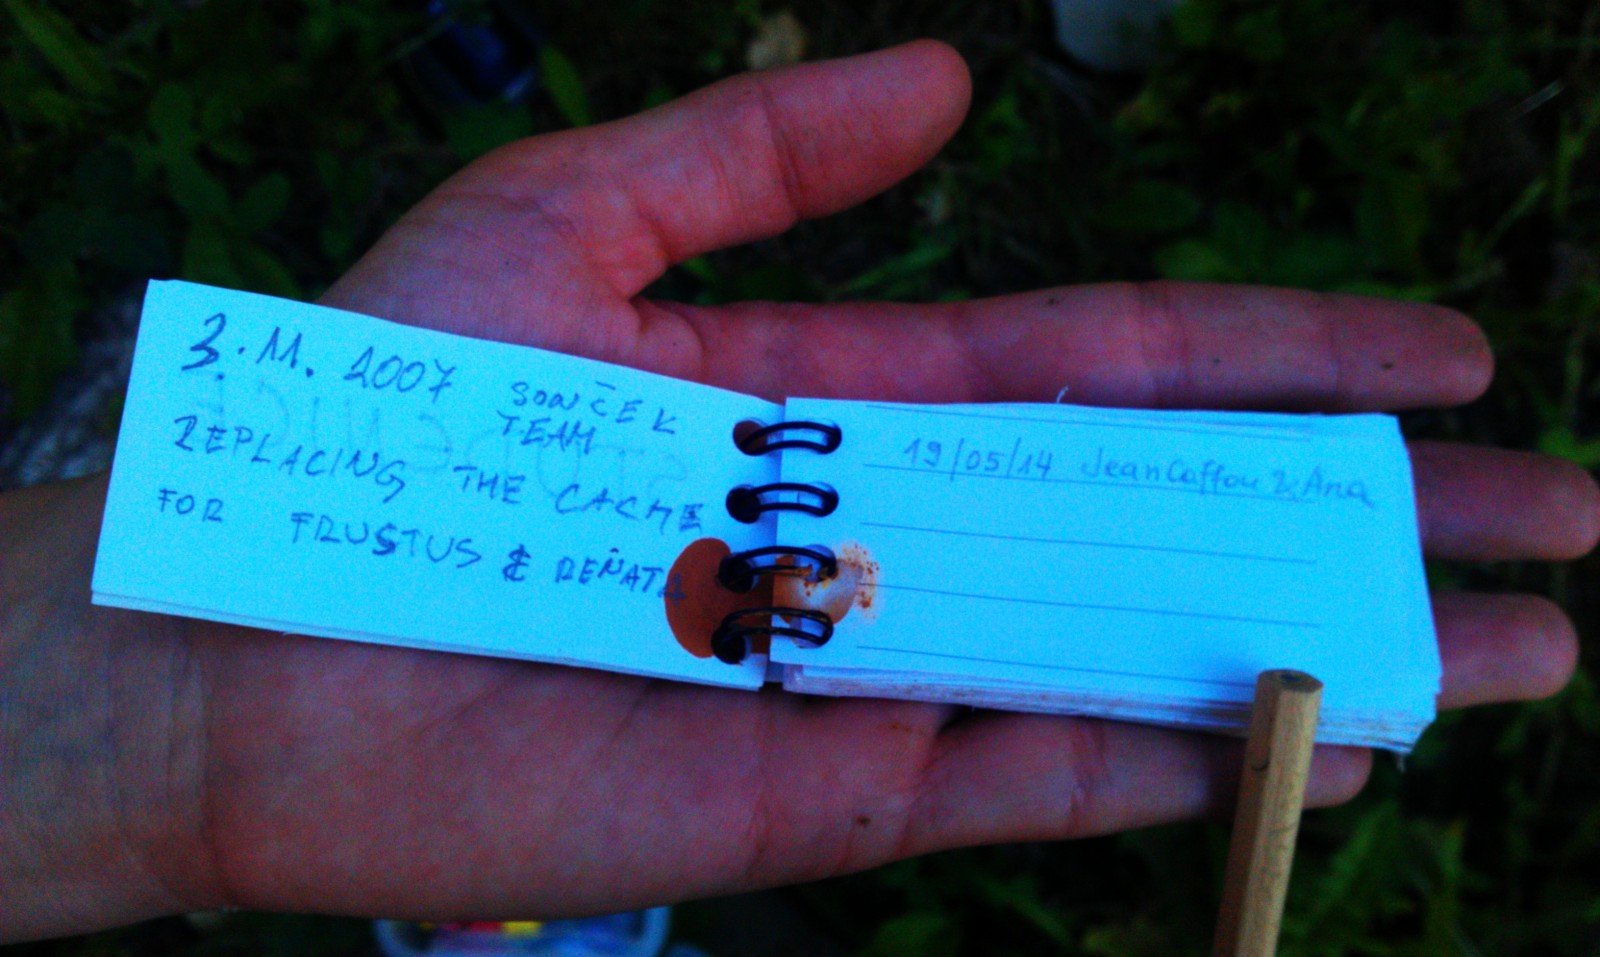 3. 11. 2007 SONČEK
TEAM
REPLACING THE CACHE
FOR FRUSTUS & RENATA
19/05/14 JeanCaffou & Ana